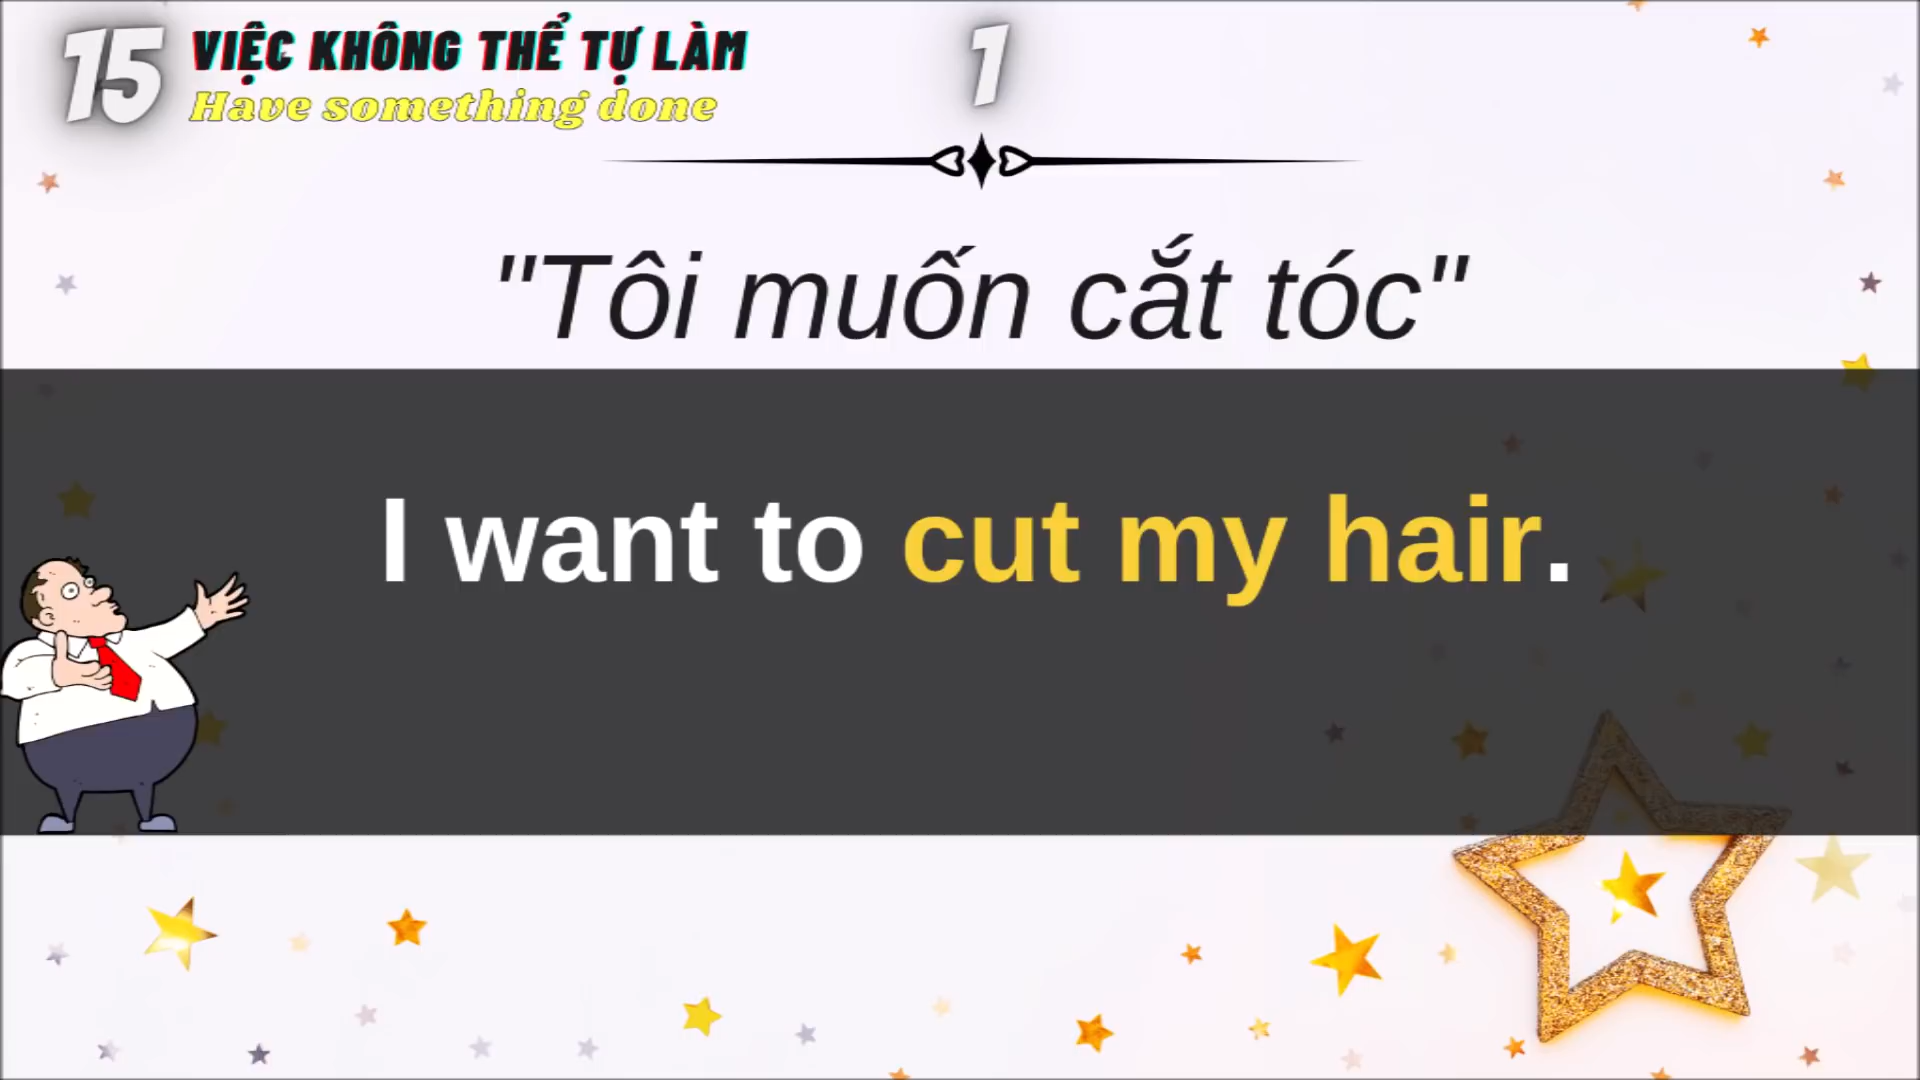 15 VIỆC KHÔNG THỂ TỰ LÀM
Have something done
1
"Tôi muốn cắt tóc"
I want to cut my hair.